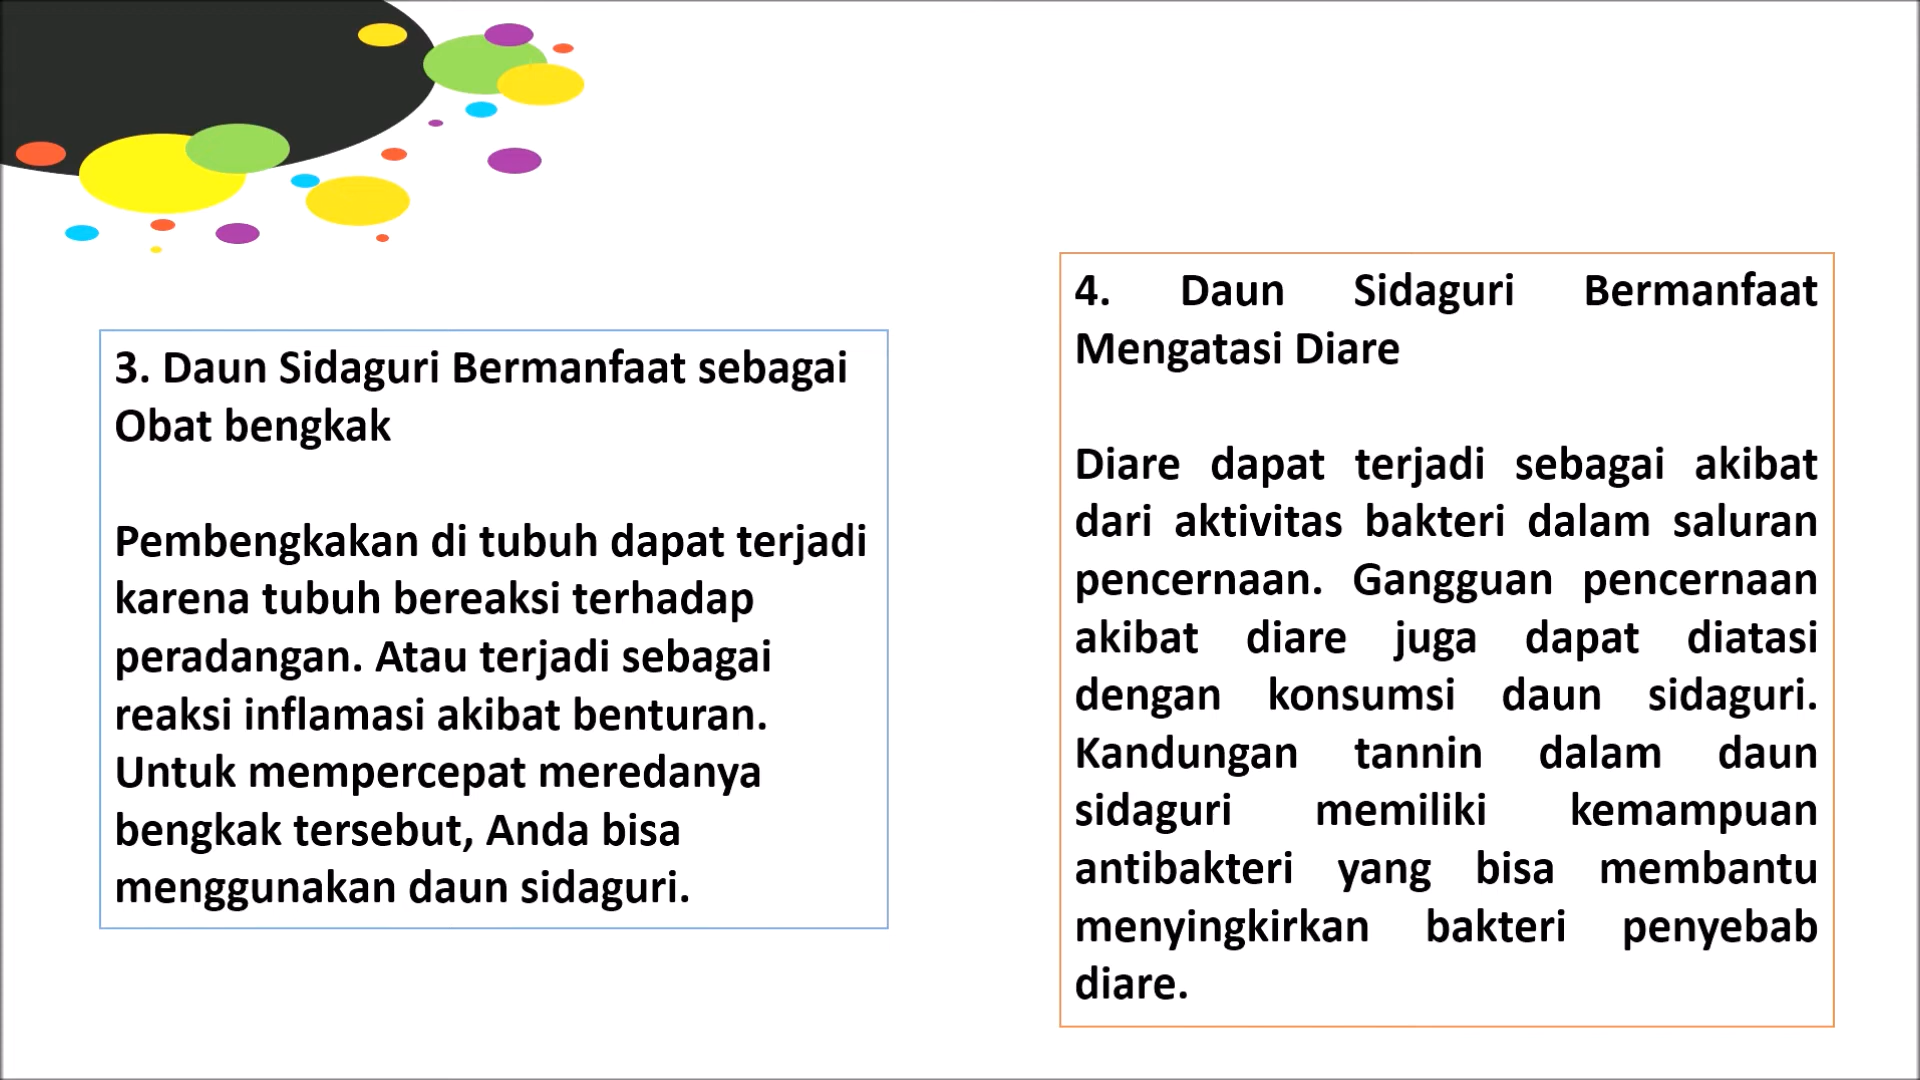 3. Daun Sidaguri Bermanfaat sebagai
Obat bengkak
Pembengkakan di tubuh dapat terjadi
karena tubuh bereaksi terhadap
peradangan. Atau terjadi sebagai
reaksi inflamasi akibat benturan.
Untuk mempercepat meredanya
bengkak tersebut, Anda bisa
menggunakan daun sidaguri.
4. Daun Sidaguri Bermanfaat
Mengatasi Diare
Diare dapat terjadi sebagai akibat
dari aktivitas bakteri dalam saluran
pencernaan. Gangguan pencernaan
akibat diare juga dapat diatasi
dengan konsumsi daun sidaguri.
Kandungan tannin dalam daun
sidaguri memiliki kemampuan
antibakteri yang bisa membantu
menyingkirkan bakteri penyebab
diare.